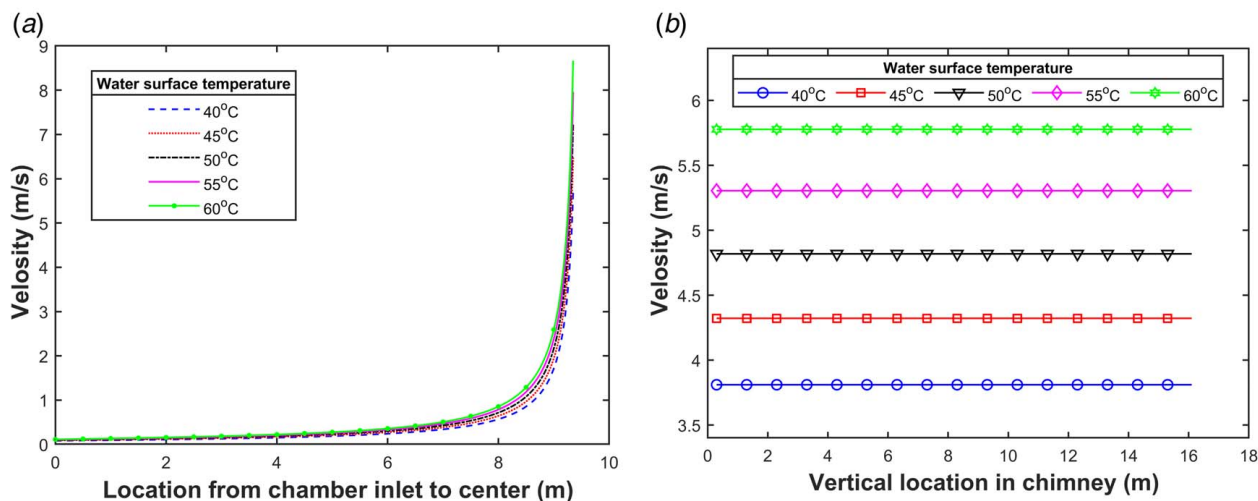 (a)
9
8
7
6
5
4
3
2
1
0
Velosity (m/s)
Water surface temperature
40°C
45°C
50°C
55°C
60°C
0 2 4 6 8 10
Location from chamber inlet to center (m)
(b)
Water surface temperature
40°C 45°C 50°C 55°C 60°C
6
5.5
5
4.5
4
3.5
Velosity (m/s)
0 2 4 6 8 10 12 14 16 18
Vertical location in chimney (m)